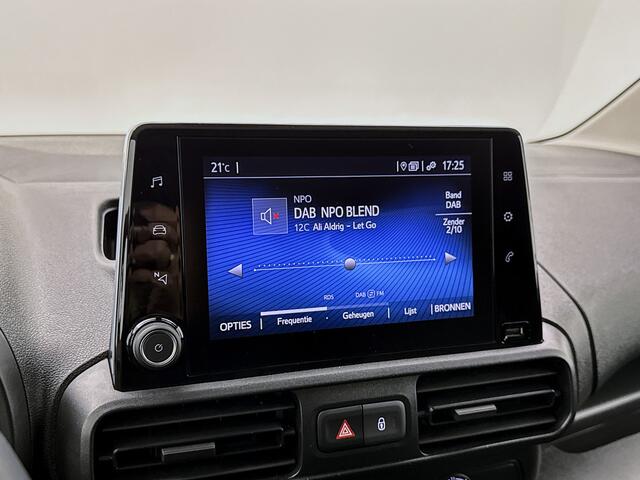 21°c 17:25
NPO
DAB NPO BLEND
12C Ali Aldrig - Let Go
Band
DAB
Zender
2/10
RDS DAB FM
OPTIES Frequentie Geheugen Lijst BRONNEN
N